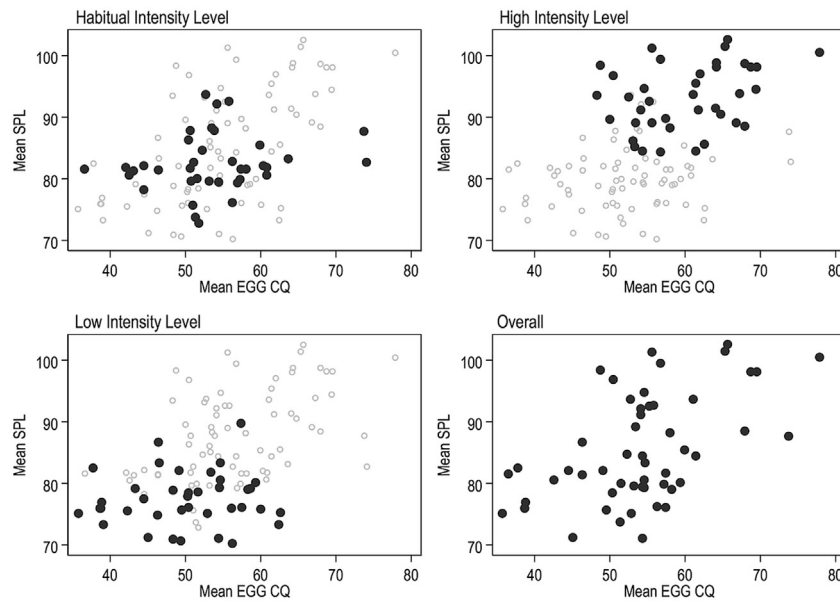 Habitual Intensity Level
100
90
80
70
Mean SPL
40 50 60 70 80
Mean EGG CQ
High Intensity Level
100
90
80
70
Mean SPL
40 50 60 70 80
Mean EGG CQ
Low Intensity Level
100
90
80
70
Mean SPL
40 50 60 70 80
Mean EGG CQ
Overall
100
90
80
70
Mean SPL
40 50 60 70 80
Mean EGG CQ